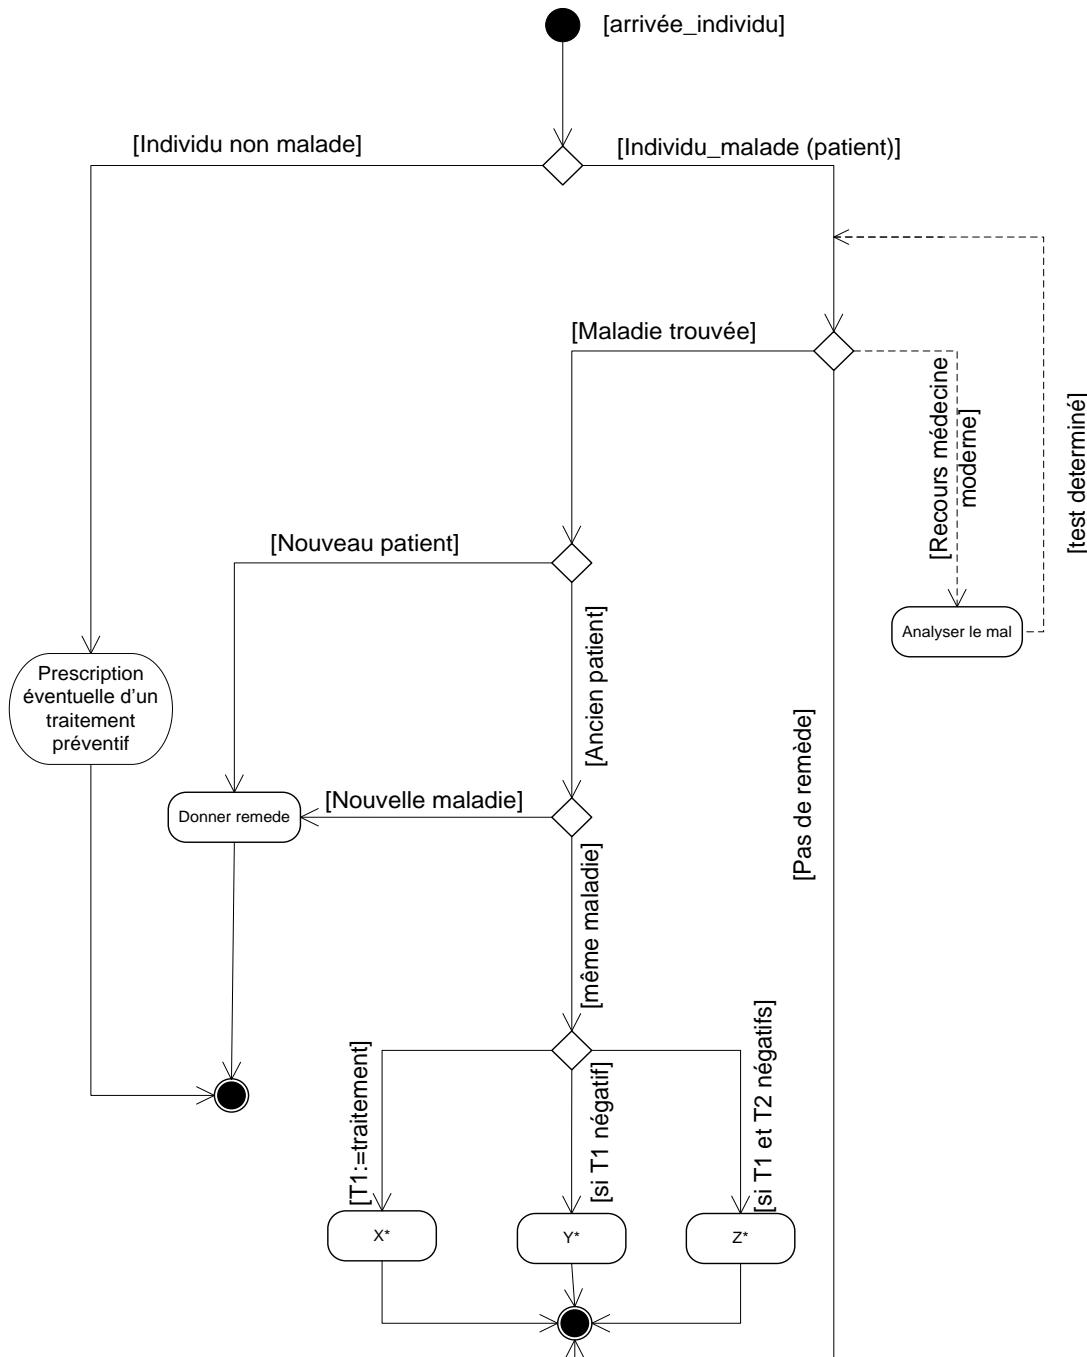 [arrivée_individu]
[Individu non malade]
[Individu_malade (patient)]
[Maladie trouvée]
[Recours médecine
moderne]
[test determiné]
[Nouveau patient]
Analyser le mal
[Ancien patient]
Prescription
éventuelle d'un
traitement
préventif
Donner remede
[Nouvelle maladie]
[Pas de remède]
[même maladie]
[T1:=traitement]
[si T1 négatif]
[si T1 et T2 négatifs]
X*
Y*
Z*